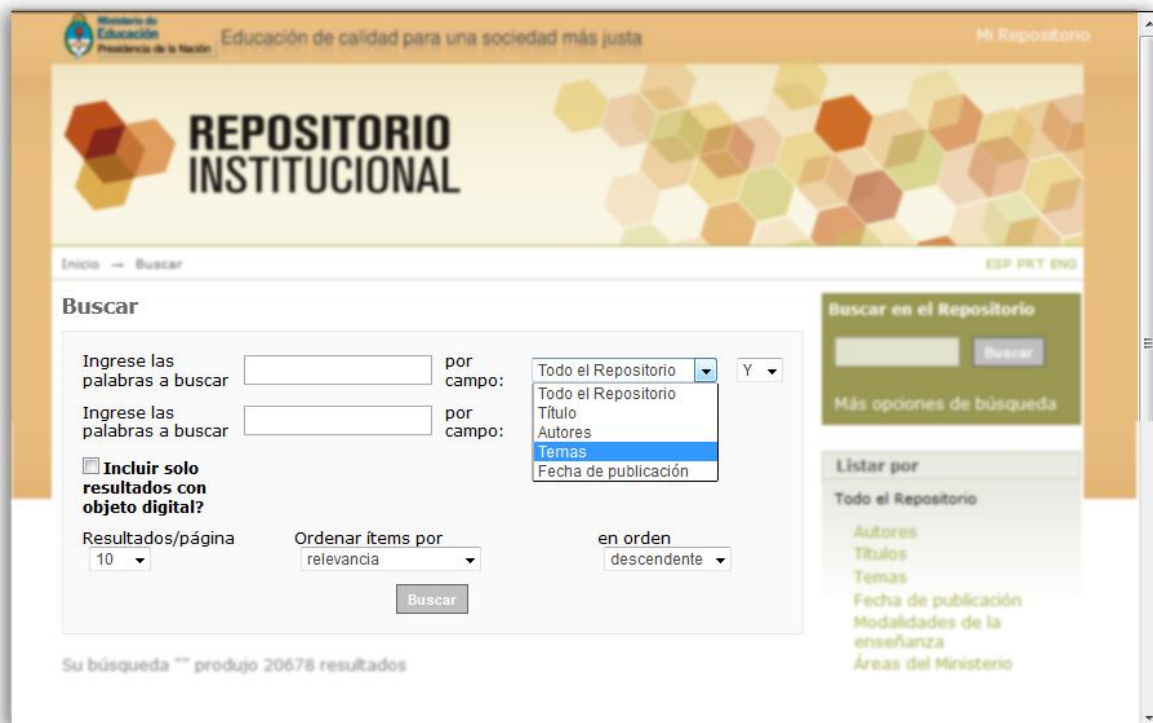 Ministerio de
Educación
Presidencia de la Nación
Educación de calidad para una sociedad más justa
Mi Repositorio
REPOSITORIO
INSTITUCIONAL
Inicio → Buscar
ESP PRT ENG
Buscar
Ingrese las
palabras a buscar
por
campo:
Todo el Repositorio
Y
Todo el Repositorio
Título
Autores
Temas
Fecha de publicación
Ingrese las
palabras a buscar
por
campo:
Incluir solo
resultados con
objeto digital?
Resultados/página
10
Ordenar ítems por
relevancia
en orden
descendente
Buscar
Su búsqueda "" produjo 20678 resultados
Buscar en el Repositorio
Buscar
Más opciones de búsqueda
Listar por
Todo el Repositorio
Autores
Títulos
Temas
Fecha de publicación
Modalidades de la
enseñanza
Áreas del Ministerio